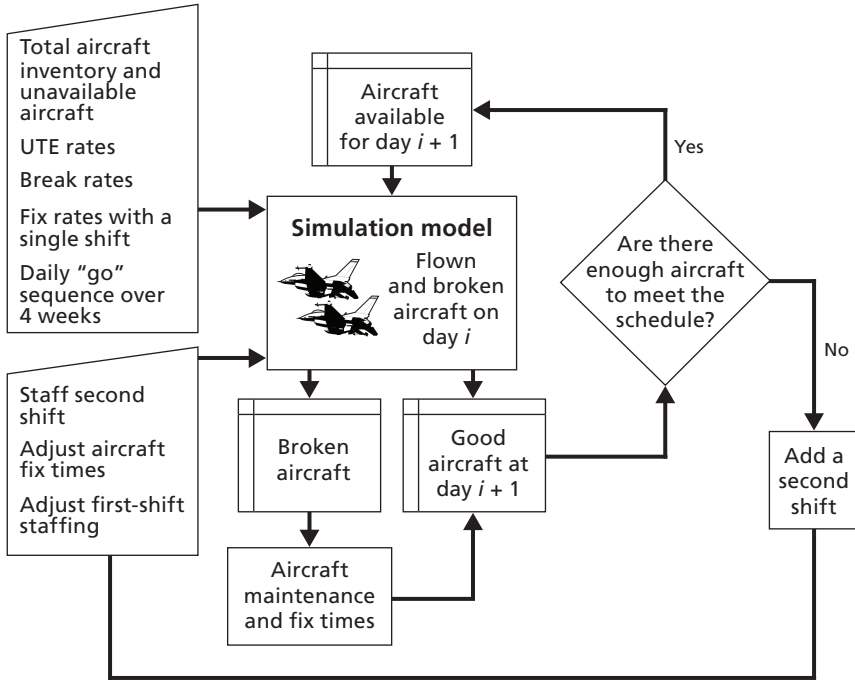 Total aircraft
inventory and
unavailable
aircraft
UTE rates
Break rates
Fix rates with a
single shift
Daily “go”
sequence over
4 weeks
Aircraft
available
for day i + 1
Yes
Simulation model
Flown
and broken
aircraft on
day i
Are there
enough aircraft
to meet the
schedule?
No
Staff second
shift
Adjust aircraft
fix times
Adjust first-shift
staffing
Broken
aircraft
Good
aircraft at
day i + 1
Add a
second
shift
Aircraft
maintenance
and fix times